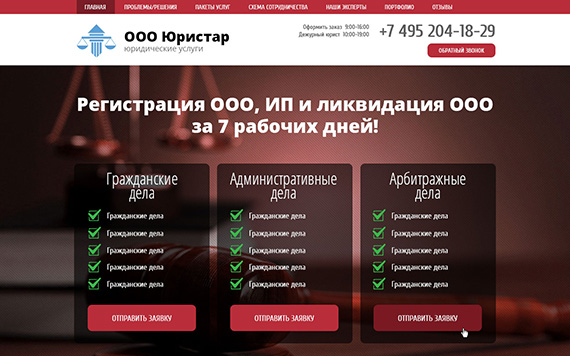 ГЛАВНАЯ ПРОБЛЕМЫ/РЕШЕНИЯ ПАКЕТЫ УСЛУГ СХЕМА СОТРУДНИЧЕСТВА НАШИ ЭКСПЕРТЫ ПОРТФОЛИО ОТЗЫВЫ
ООО Юристар
юридические услуги
Оформить заказ 9:00-16:00
Дежурный юрист 10:00-19:00
+7 495 204-18-29
ОБРАТНЫЙ ЗВОНОК
Регистрация ООО, ИП и ликвидация ООО
за 7 рабочих дней!
Гражданские
дела
Гражданские дела
Гражданские дела
Гражданские дела
Гражданские дела
Гражданские дела
ОТПРАВИТЬ ЗАЯВКУ
Административные
дела
Гражданские дела
Гражданские дела
Гражданские дела
Гражданские дела
Гражданские дела
ОТПРАВИТЬ ЗАЯВКУ
Арбитражные
дела
Гражданские дела
Гражданские дела
Гражданские дела
Гражданские дела
Гражданские дела
ОТПРАВИТЬ ЗАЯВКУ